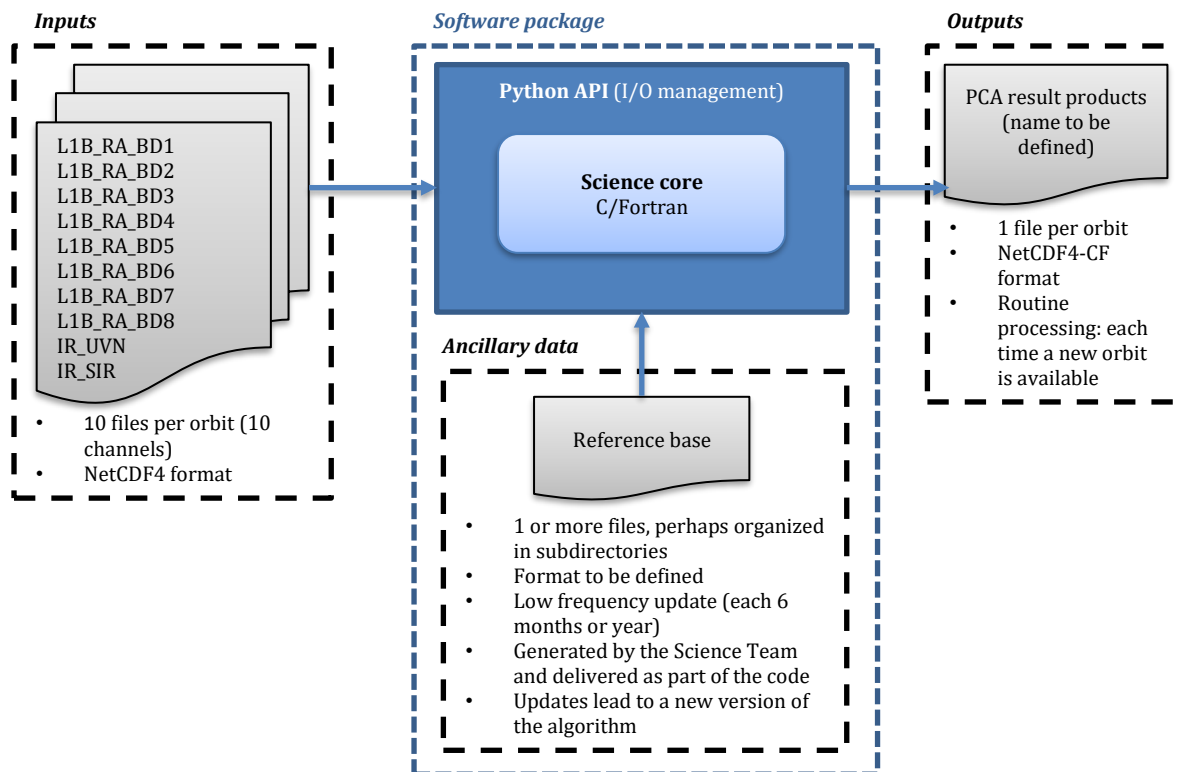 Inputs
L1B_RA_BD1
L1B_RA_BD2
L1B_RA_BD3
L1B_RA_BD4
L1B_RA_BD5
L1B_RA_BD6
L1B_RA_BD7
L1B_RA_BD8
IR_UVN
IR_SIR
• 10 files per orbit (10
channels)
• NetCDF4 format
Software package
Python API (I/O management)
Science core
C/Fortran
Ancillary data
Reference base
• 1 or more files, perhaps organized
in subdirectories
• Format to be defined
• Low frequency update (each 6
months or year)
• Generated by the Science Team
and delivered as part of the code
• Updates lead to a new version of
the algorithm
Outputs
PCA result products
(name to be
defined)
• 1 file per orbit
• NetCDF4-CF
format
• Routine
processing: each
time a new orbit
is available